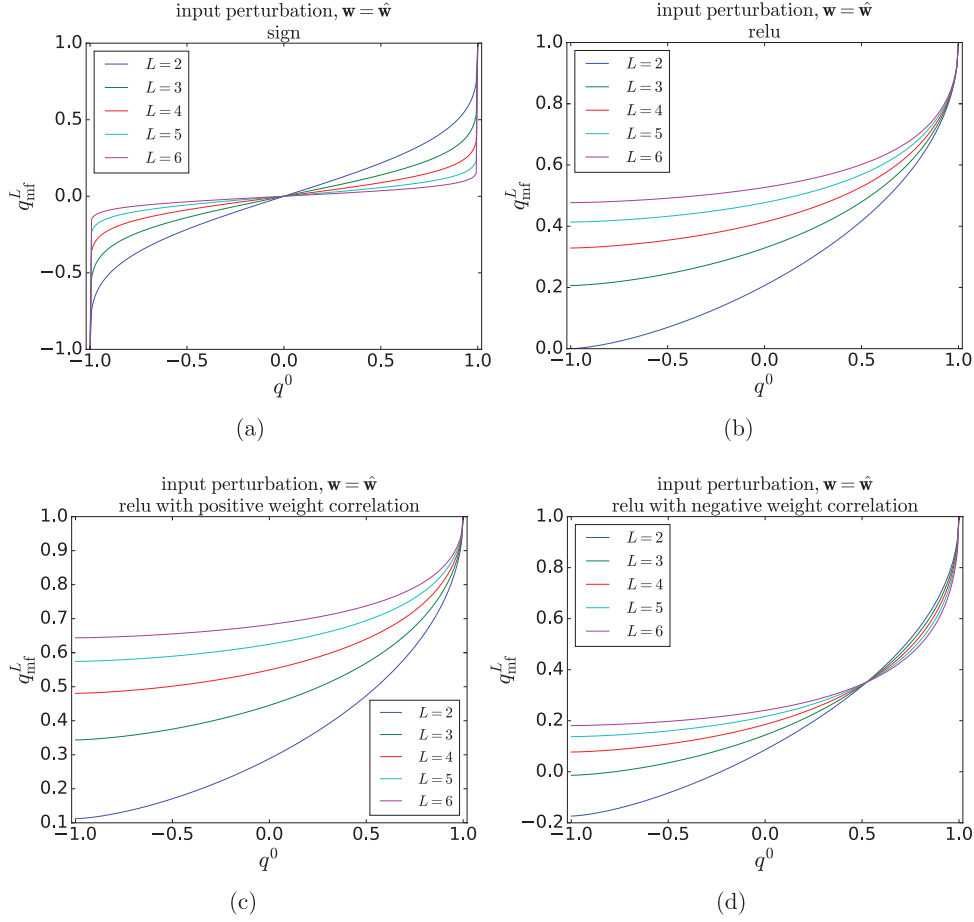 input perturbation, w = ŵ
sign
1.0
0.5
0.0
−0.5
−1.0
q_mf^L
L = 2
L = 3
L = 4
L = 5
L = 6
−1.0 −0.5 0.0 0.5 1.0
q^0
(a)
input perturbation, w = ŵ
relu
1.0
0.8
0.6
0.4
0.2
0.0
q_mf^L
L = 2
L = 3
L = 4
L = 5
L = 6
−1.0 −0.5 0.0 0.5 1.0
q^0
(b)
input perturbation, w = ŵ
relu with positive weight correlation
1.0
0.9
0.8
0.7
0.6
0.5
0.4
0.3
0.2
0.1
q_mf^L
L = 2
L = 3
L = 4
L = 5
L = 6
−1.0 −0.5 0.0 0.5 1.0
q^0
(c)
input perturbation, w = ŵ
relu with negative weight correlation
1.0
0.8
0.6
0.4
0.2
0.0
−0.2
q_mf^L
L = 2
L = 3
L = 4
L = 5
L = 6
−1.0 −0.5 0.0 0.5 1.0
q^0
(d)